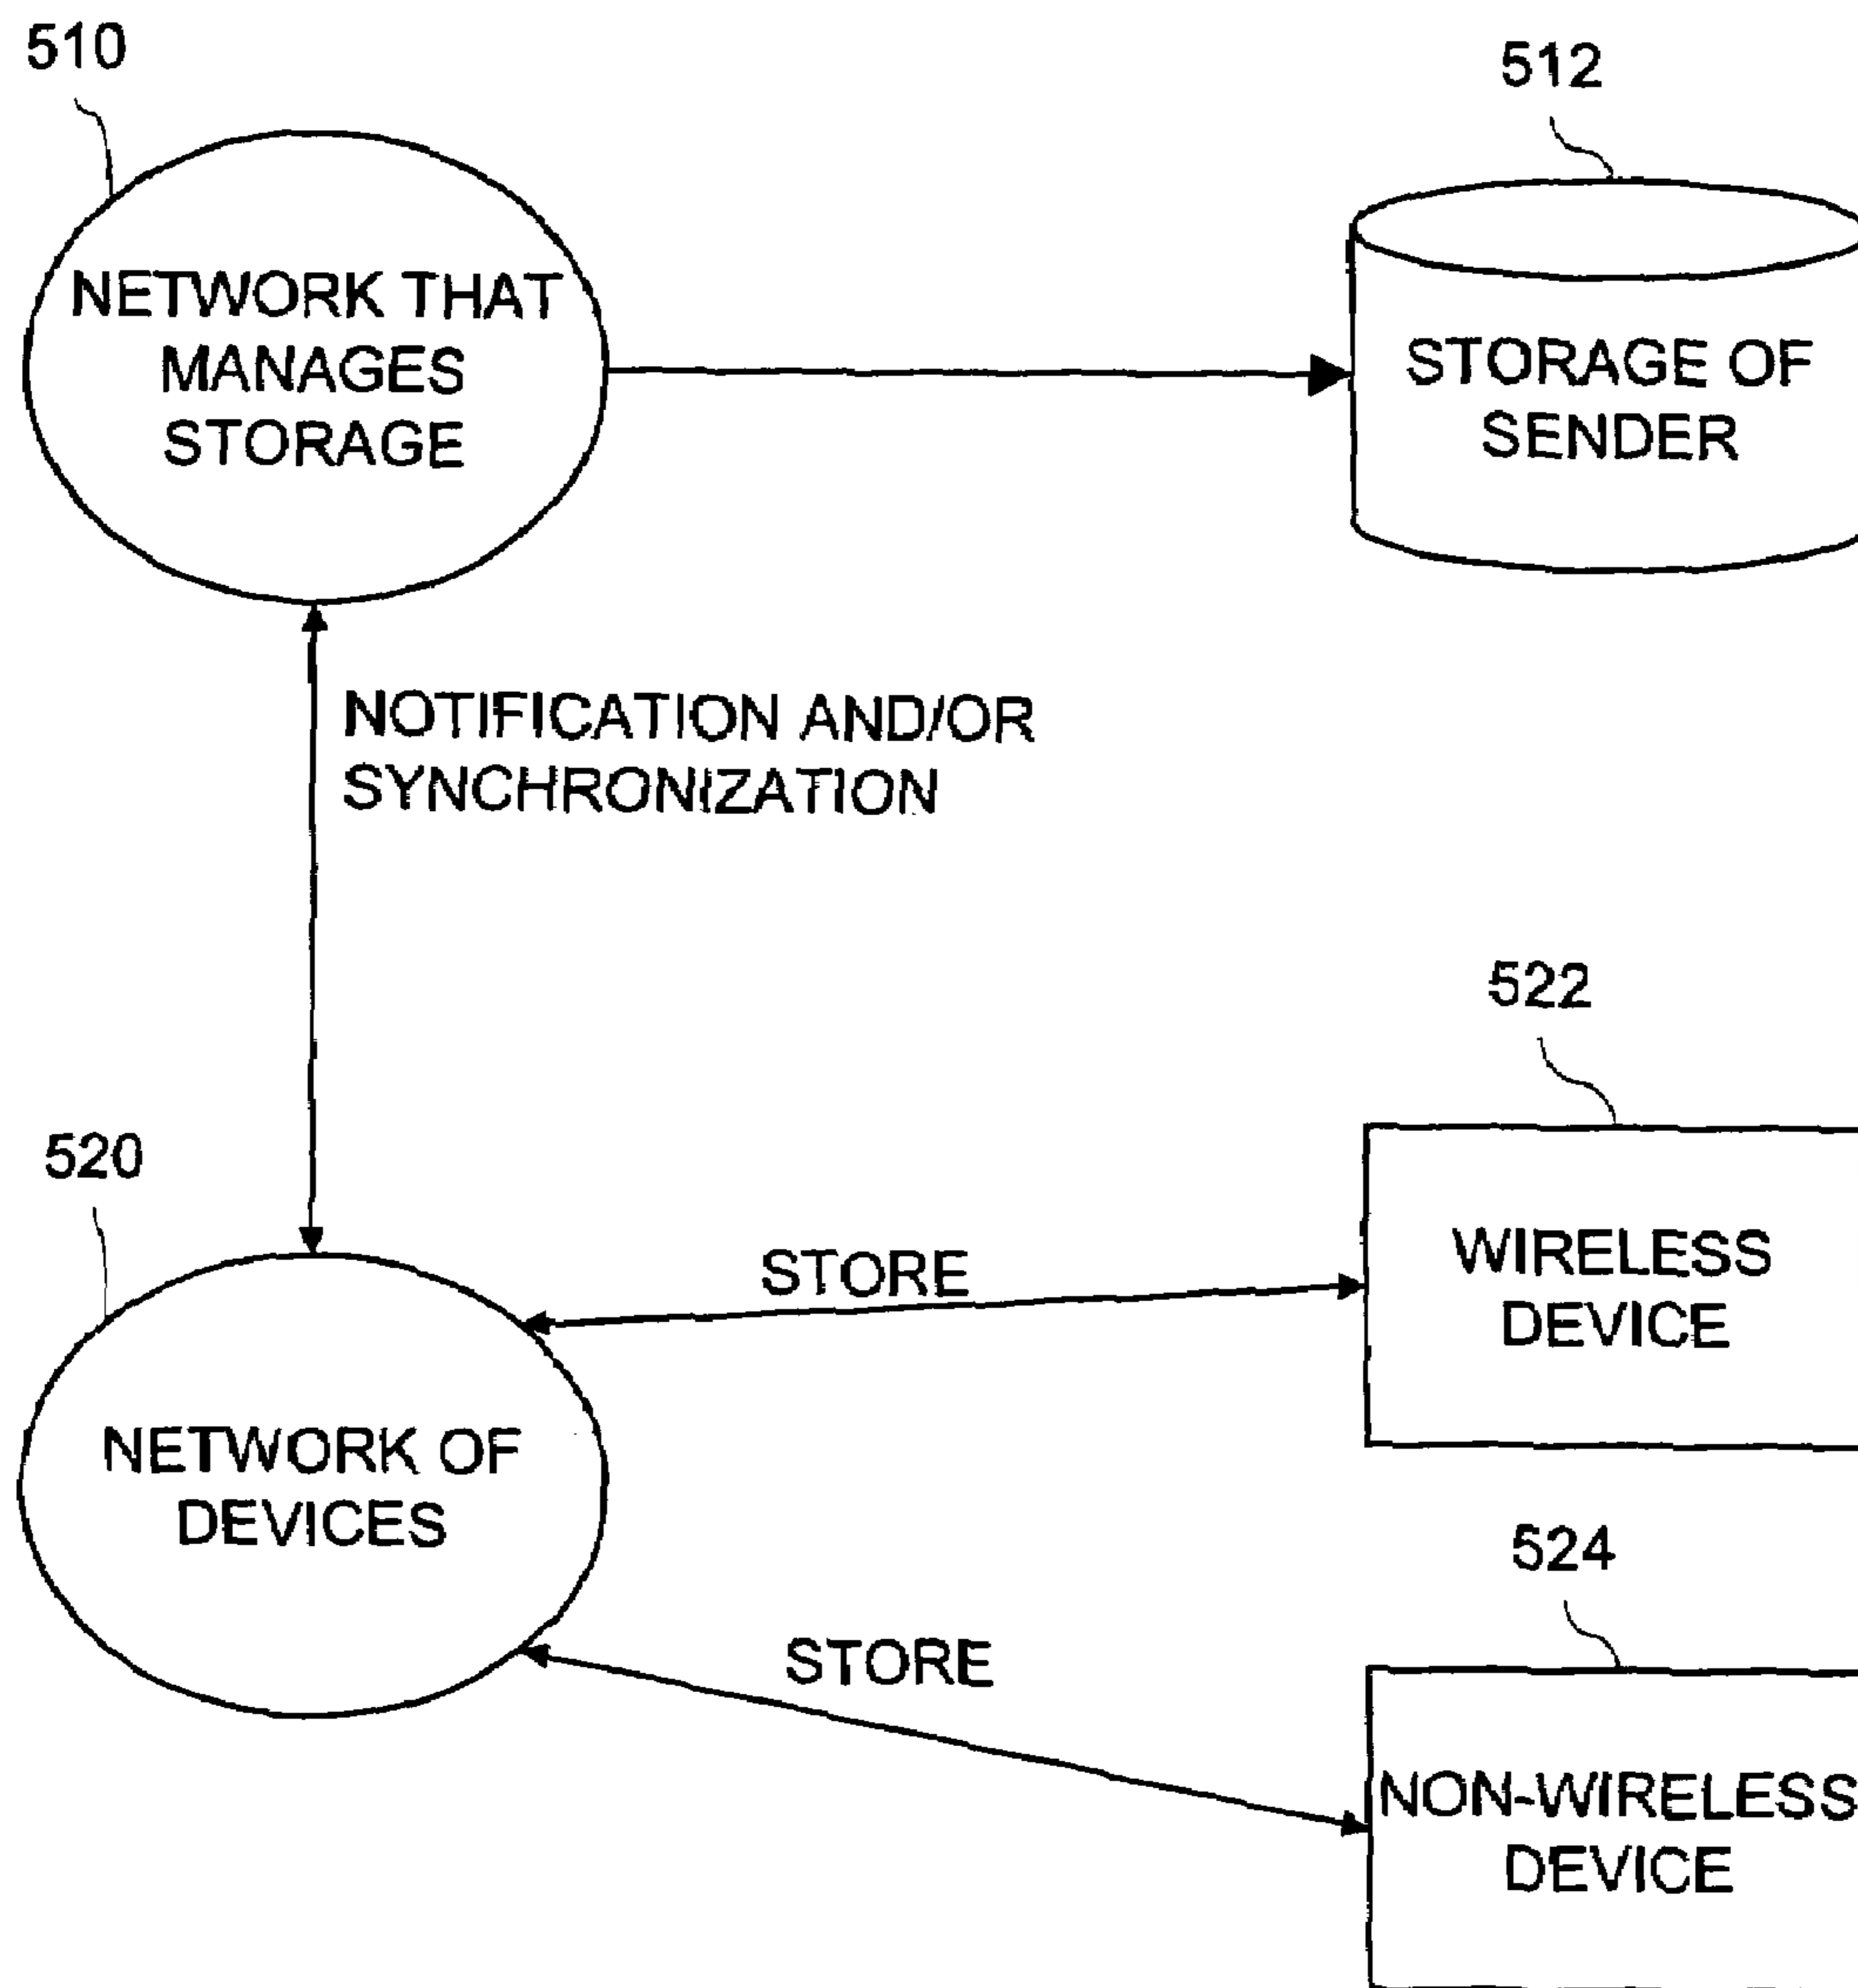 510
512
NETWORK THAT
MANAGES
STORAGE
STORAGE OF
SENDER
NOTIFICATION AND/OR
SYNCHRONIZATION
522
520
STORE
WIRELESS
DEVICE
NETWORK OF
DEVICES
524
STORE
NON-WIRELESS
DEVICE